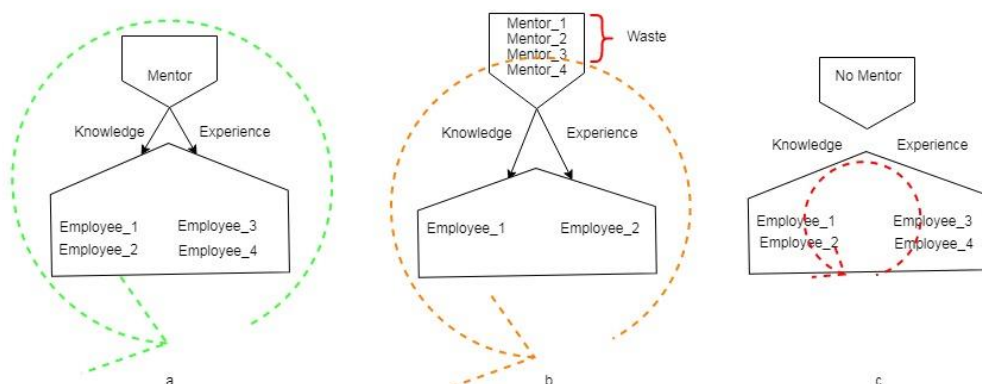 Mentor
Knowledge
Experience
Employee_1
Employee_3
Employee_2
Employee_4
a
Mentor_1
Mentor_2
Mentor_3
Mentor_4
Waste
Knowledge
Experience
Employee_1
Employee_2
b
No Mentor
Knowledge
Experience
Employee_1
Employee_3
Employee_2
Employee_4
c